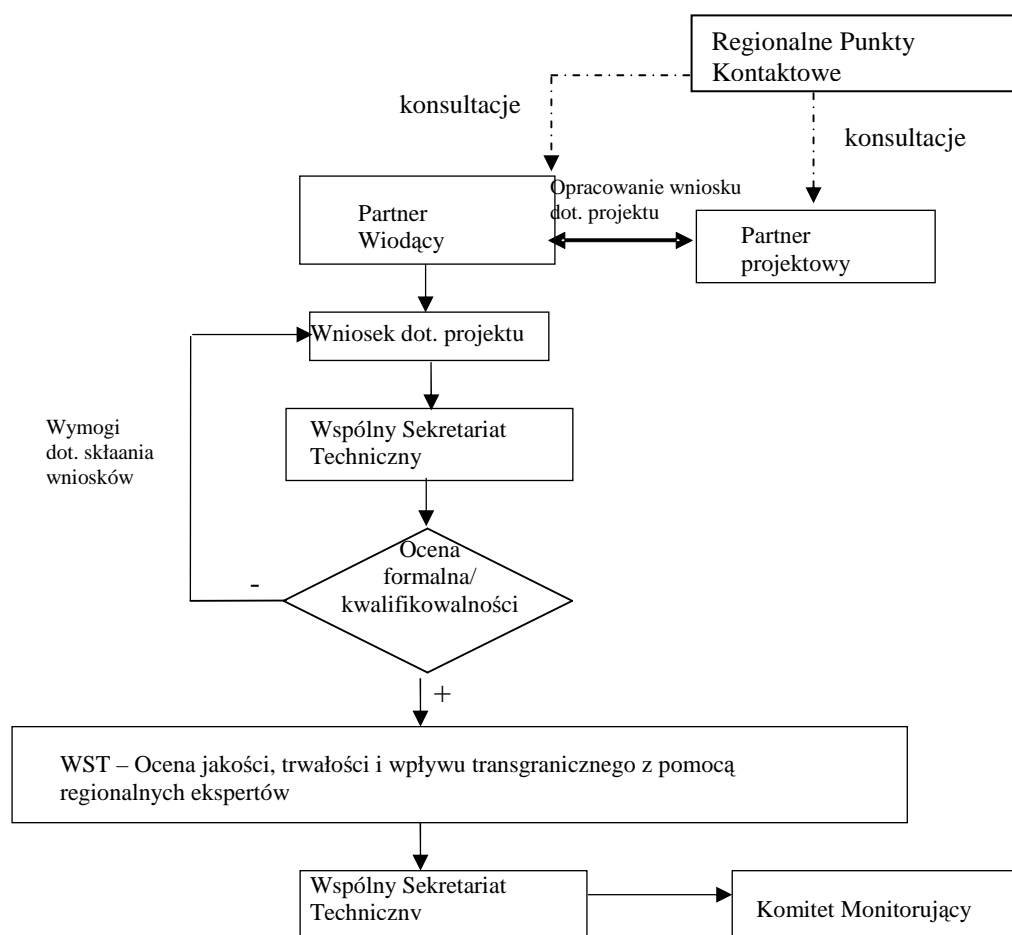 Regionalne Punkty
Kontaktowe
konsultacje
konsultacje
Opracowanie wniosku
dot. projektu
Partner
Wiodący
Partner
projektowy
Wniosek dot. projektu
Wymogi
dot. skłaania
wniosków
Wspólny Sekretariat
Techniczny
Ocena
formalna/
kwalifikowalności
-
+
WST – Ocena jakości, trwałości i wpływu transgranicznego z pomocą
regionalnych ekspertów
Wspólny Sekretariat
Techniczny
Komitet Monitorujący